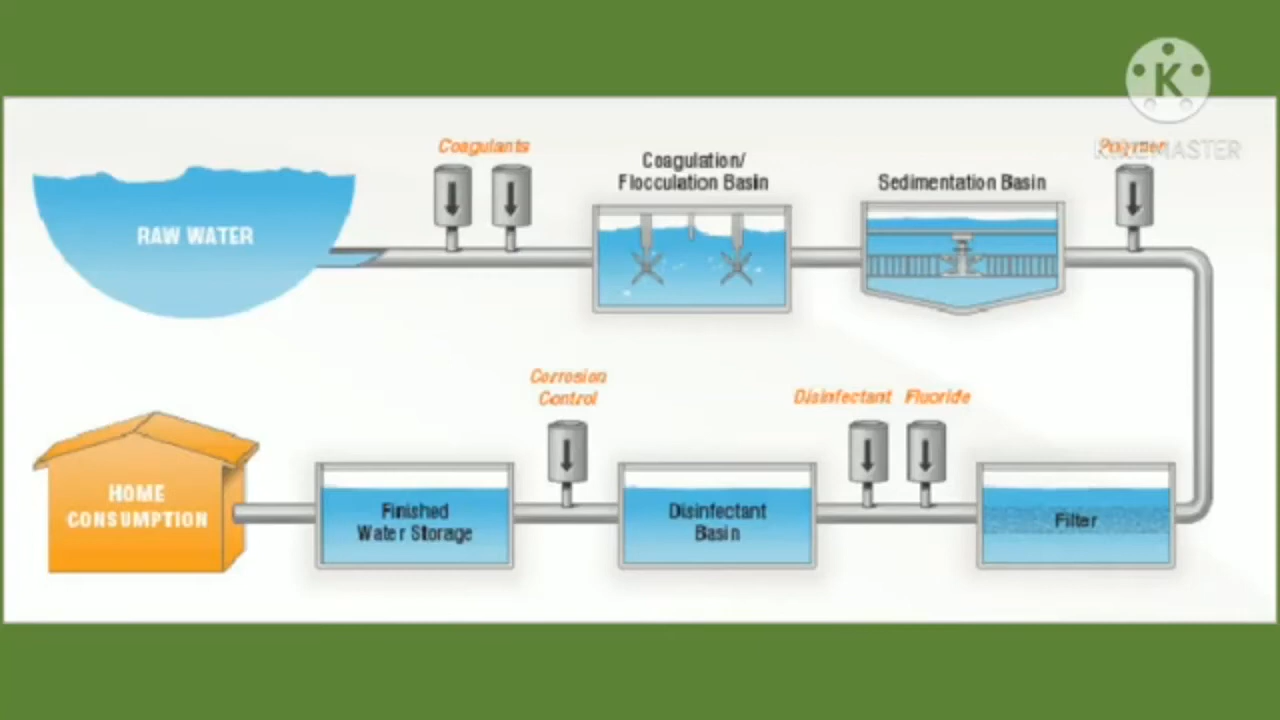 K
KINEMASTER
Coagulants
Coagulation/
Flocculation Basin
Sedimentation Basin
Polymer
RAW WATER
Corrosion
Control
Disinfectant Fluoride
HOME
CONSUMPTION
Finished
Water Storage
Disinfectant
Basin
Filter